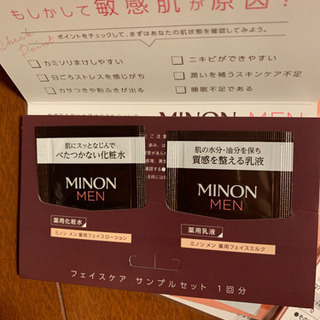 もしかして敏感肌が原因?
Check Point
ポイントをチェックして、まずはあなたの肌状態を確認してみよう。
□ カミソリまけしやすい
□ ニキビができやすい
□ 日ごろストレスを感じがち
□ 潤いを補うスキンケア不足
□ カサつきや粉ふきが出る
□ 睡眠不足である
MEN
肌にスッとなじんで
べたつかない化粧水
MINON
MEN
薬用化粧水
ミノン メン 薬用フェイスローション
肌の水分・油分を保ち
質感を整える乳液
MINON
MEN
薬用乳液
ミノン メン 薬用フェイスミルク
フェイスケア サンプルセット 1回分